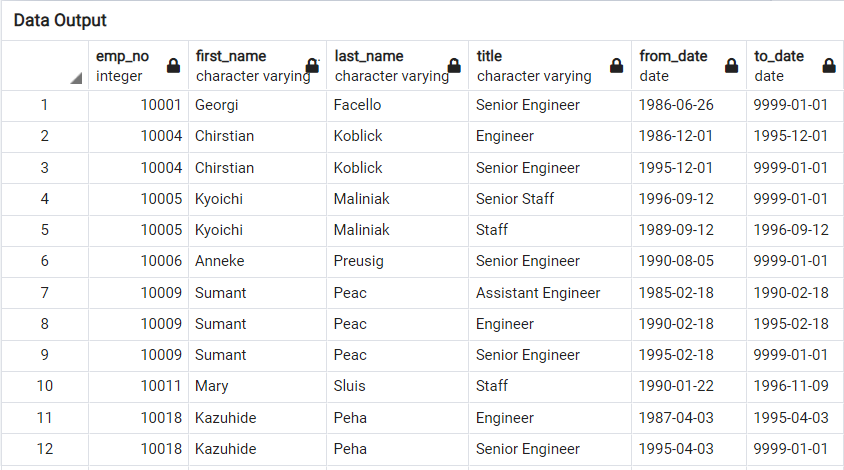 Data Output
emp_no first_name last_name title from_date to_date
integer character varying character varying character varying date date
1 10001 Georgi Facello Senior Engineer 1986-06-26 9999-01-01
2 10004 Chirstian Koblick Engineer 1986-12-01 1995-12-01
3 10004 Chirstian Koblick Senior Engineer 1995-12-01 9999-01-01
4 10005 Kyoichi Maliniak Senior Staff 1996-09-12 9999-01-01
5 10005 Kyoichi Maliniak Staff 1989-09-12 1996-09-12
6 10006 Anneke Preusig Senior Engineer 1990-08-05 9999-01-01
7 10009 Sumant Peac Assistant Engineer 1985-02-18 1990-02-18
8 10009 Sumant Peac Engineer 1990-02-18 1995-02-18
9 10009 Sumant Peac Senior Engineer 1995-02-18 9999-01-01
10 10011 Mary Sluis Staff 1990-01-22 1996-11-09
11 10018 Kazuhide Peha Engineer 1987-04-03 1995-04-03
12 10018 Kazuhide Peha Senior Engineer 1995-04-03 9999-01-01